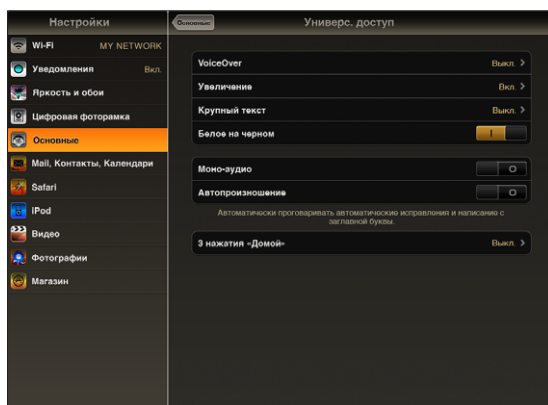 Настройки
Wi-Fi MY NETWORK
Уведомления Вкл.
Яркость и обои
Цифровая фоторамка
Основные
Mail, Контакты, Календари
Safari
iPod
Видео
Фотографии
Магазин
Основные Универс. доступ
VoiceOver Выкл.
Увеличение Вкл.
Крупный текст Выкл.
Белое на черном
Моно-аудио
Автопроизношение
Автоматически проговаривать автоматические исправления и написанию с
заглавной буквы.
3 нажатия «Домой» Выкл.